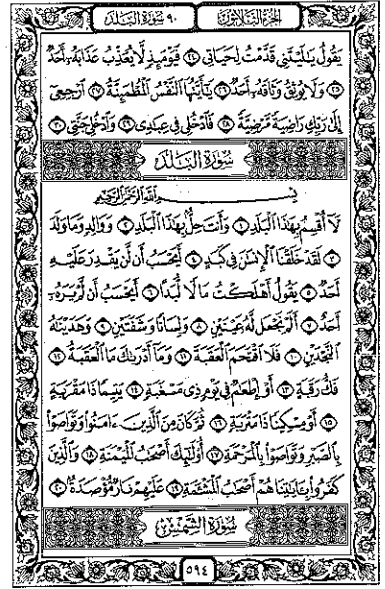 الجزء الثلاثون ٩٠ سورة البلد
يَقُولُ يَٰلَيْتَنِى قَدَّمْتُ لِحَيَاتِى ٢٤ فَيَوْمَئِذٍ لَّا يُعَذِّبُ عَذَابَهُۥٓ أَحَدٌ
٢٥ وَلَا يُوثِقُ وَثَاقَهُۥٓ أَحَدٌ ٢٦ يَٰٓأَيَّتُهَا ٱلنَّفْسُ ٱلْمُطْمَئِنَّةُ ٢٧ ٱرْجِعِىٓ
إِلَىٰ رَبِّكِ رَاضِيَةً مَّرْضِيَّةً ٢٨ فَٱدْخُلِى فِى عِبَٰدِى ٢٩ وَٱدْخُلِى جَنَّتِى ٣٠
سورة البلد
بِسْمِ ٱللَّهِ ٱلرَّحْمَٰنِ ٱلرَّحِيمِ
لَآ أُقْسِمُ بِهَٰذَا ٱلْبَلَدِ ١ وَأَنتَ حِلٌّۢ بِهَٰذَا ٱلْبَلَدِ ٢ وَوَالِدٍ وَمَا وَلَدَ
٣ لَقَدْ خَلَقْنَا ٱلْإِنسَٰنَ فِى كَبَدٍ ٤ أَيَحْسَبُ أَن لَّن يَقْدِرَ عَلَيْهِ
أَحَدٌ ٥ يَقُولُ أَهْلَكْتُ مَالًا لُّبَدًا ٦ أَيَحْسَبُ أَن لَّمْ يَرَهُۥٓ
أَحَدٌ ٧ أَلَمْ نَجْعَل لَّهُۥ عَيْنَيْنِ ٨ وَلِسَانًا وَشَفَتَيْنِ ٩ وَهَدَيْنَٰهُ
ٱلنَّجْدَيْنِ ١٠ فَلَا ٱقْتَحَمَ ٱلْعَقَبَةَ ١١ وَمَآ أَدْرَىٰكَ مَا ٱلْعَقَبَةُ ١٢
فَكُّ رَقَبَةٍ ١٣ أَوْ إِطْعَٰمٌ فِى يَوْمٍ ذِى مَسْغَبَةٍ ١٤ يَتِيمًا ذَا مَقْرَبَةٍ
١٥ أَوْ مِسْكِينًا ذَا مَتْرَبَةٍ ١٦ ثُمَّ كَانَ مِنَ ٱلَّذِينَ ءَامَنُوا۟ وَتَوَاصَوْا۟
بِٱلصَّبْرِ وَتَوَاصَوْا۟ بِٱلْمَرْحَمَةِ ١٧ أُو۟لَٰٓئِكَ أَصْحَٰبُ ٱلْمَيْمَنَةِ ١٨ وَٱلَّذِينَ
كَفَرُوا۟ بِـَٔايَٰتِنَا هُمْ أَصْحَٰبُ ٱلْمَشْـَٔمَةِ ١٩ عَلَيْهِمْ نَارٌ مُّؤْصَدَةٌۢ ٢٠
سورة الشمس
٥٩٤